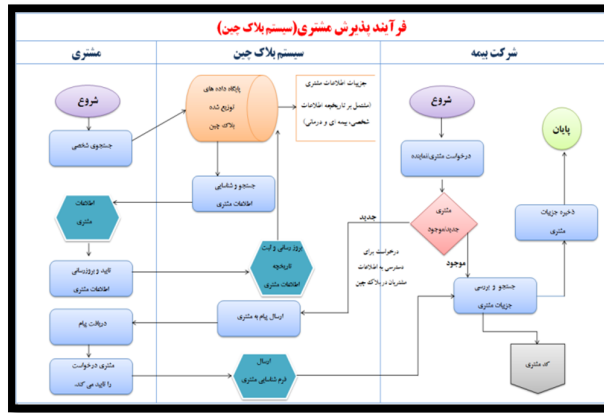 فرآیند پذیرش مشتری(سیستم بلاک چین)
شرکت بیمه
سیستم بلاک چین
مشتری
شروع
درخواست مشتری/نماینده
مشتری
جدید/موجود
جدید
موجود
درخواست برای
دسترسی به اطلاعات
مشتریان در بلاک چین
جستجو و بررسی
جزییات مشتری
کد مشتری
ذخیره جزییات
مشتری
پایان
جزییات اطلاعات مشتری
(مشتمل بر تاریخچه اطلاعات
شخصی، بیمه ای و درمانی)
پایگاه داده های
توزیع شده
بلاک چین
جستجو و شناسایی
اطلاعات مشتری
بروزرسانی و ثبت
تاریخچه
اطلاعات مشتری
ارسال پیام به مشتری
ارسال
فرم شناسایی مشتری
شروع
جستجوی شخصی
اطلاعات
مشتری
تایید و بروزرسانی
اطلاعات مشتری
دریافت پیام
مشتری درخواست
را تایید می کند.